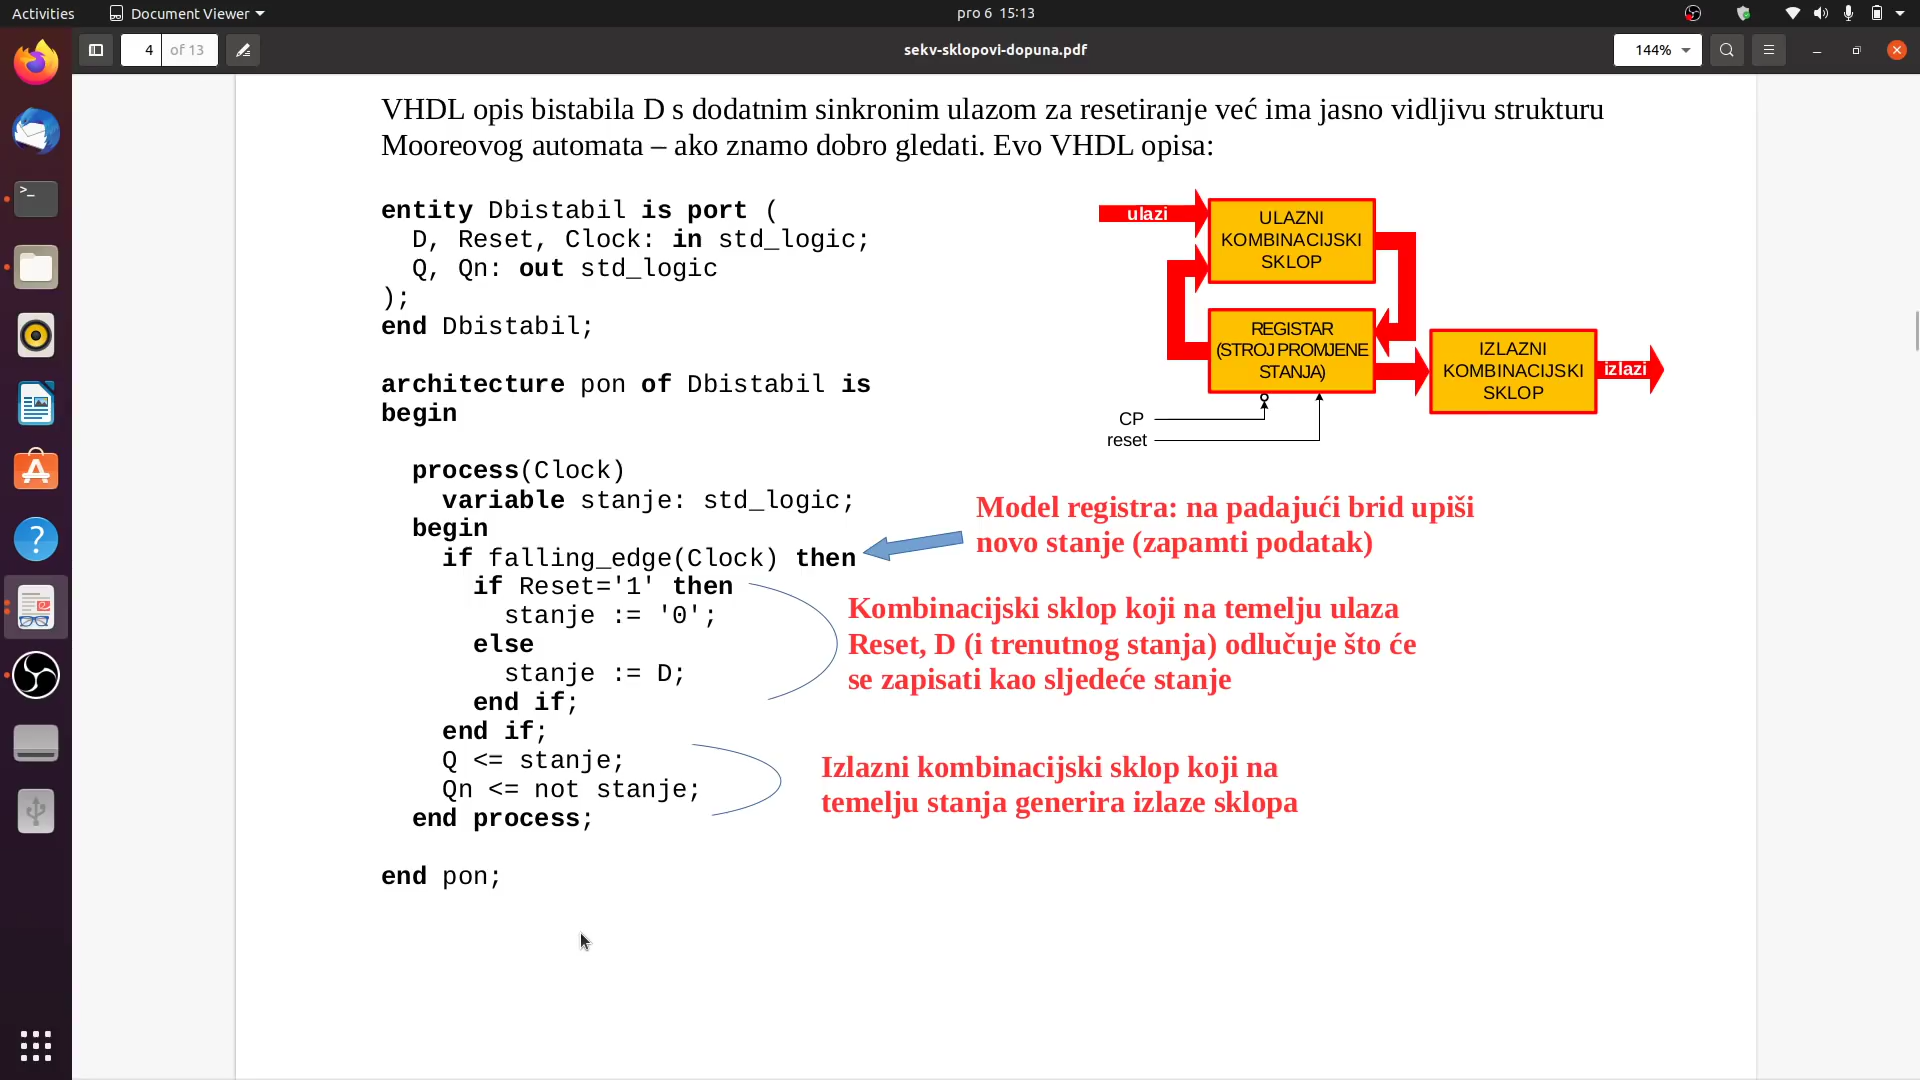 Activities
Document Viewer
pro 6 15:13
4 of 13
sekv-sklopovi-dopuna.pdf
144%
VHDL opis bistabila D s dodatnim sinkronim ulazom za resetiranje već ima jasno vidljivu strukturu
Mooreovog automata – ako znamo dobro gledati. Evo VHDL opisa:
entity Dbistabil is port (
D, Reset, Clock: in std_logic;
Q, Qn: out std_logic
);
end Dbistabil;
architecture pon of Dbistabil is
begin
process(Clock)
variable stanje: std_logic;
begin
if falling_edge(Clock) then
if Reset='1' then
stanje := '0';
else
stanje := D;
end if;
end if;
Q <= stanje;
Qn <= not stanje;
end process;
end pon;
ulazi
ULAZNI
KOMBINACIJSKI
SKLOP
REGISTAR
(STROJ PROMJENE
STANJA)
IZLAZNI
KOMBINACIJSKI
SKLOP
izlazi
CP
reset
Model registra: na padajući brid upiši
novo stanje (zapamti podatak)
Kombinacijski sklop koji na temelju ulaza
Reset, D (i trenutnog stanja) odlučuje što će
se zapisati kao sljedeće stanje
Izlazni kombinacijski sklop koji na
temelju stanja generira izlaze sklopa